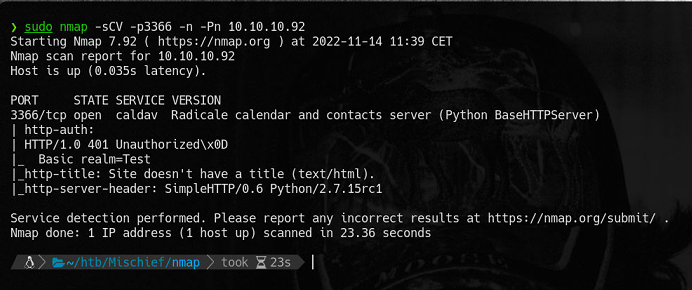 ❯ sudo nmap -sCV -p3366 -n -Pn 10.10.10.92
Starting Nmap 7.92 ( https://nmap.org ) at 2022-11-14 11:39 CET
Nmap scan report for 10.10.10.92
Host is up (0.035s latency).
PORT     STATE SERVICE VERSION
3366/tcp open  caldav  Radicale calendar and contacts server (Python BaseHTTPServer)
| http-auth:
| HTTP/1.0 401 Unauthorized\x0D
|_  Basic realm=Test
|_http-title: Site doesn't have a title (text/html).
|_http-server-header: SimpleHTTP/0.6 Python/2.7.15rc1
Service detection performed. Please report any incorrect results at https://nmap.org/submit/ .
Nmap done: 1 IP address (1 host up) scanned in 23.36 seconds
~/htb/Mischief/nmap took 23s